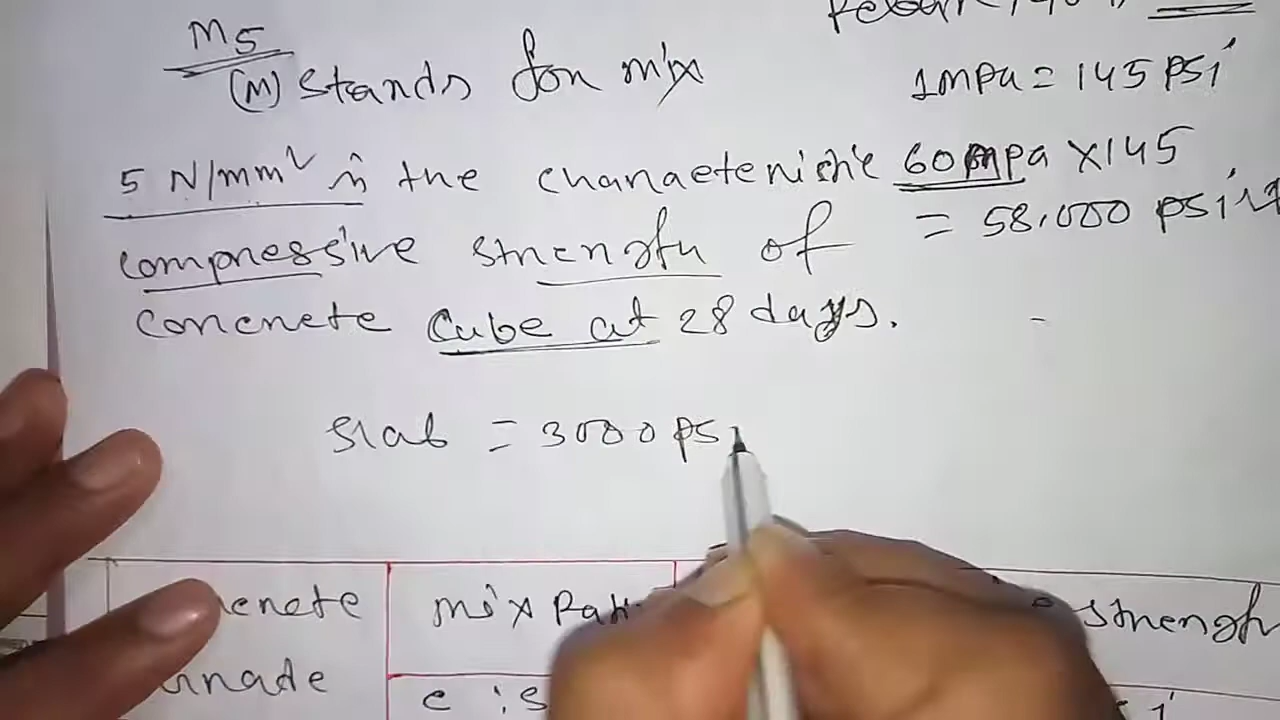 M5
(M) stands for mix
1mpa = 145 psi
5 N/mm² is the characteristic
60mpa x145
compressive strength of
= 58.000 psi
concrete cube at 28 days.
slab = 3000 psi
mix
strength